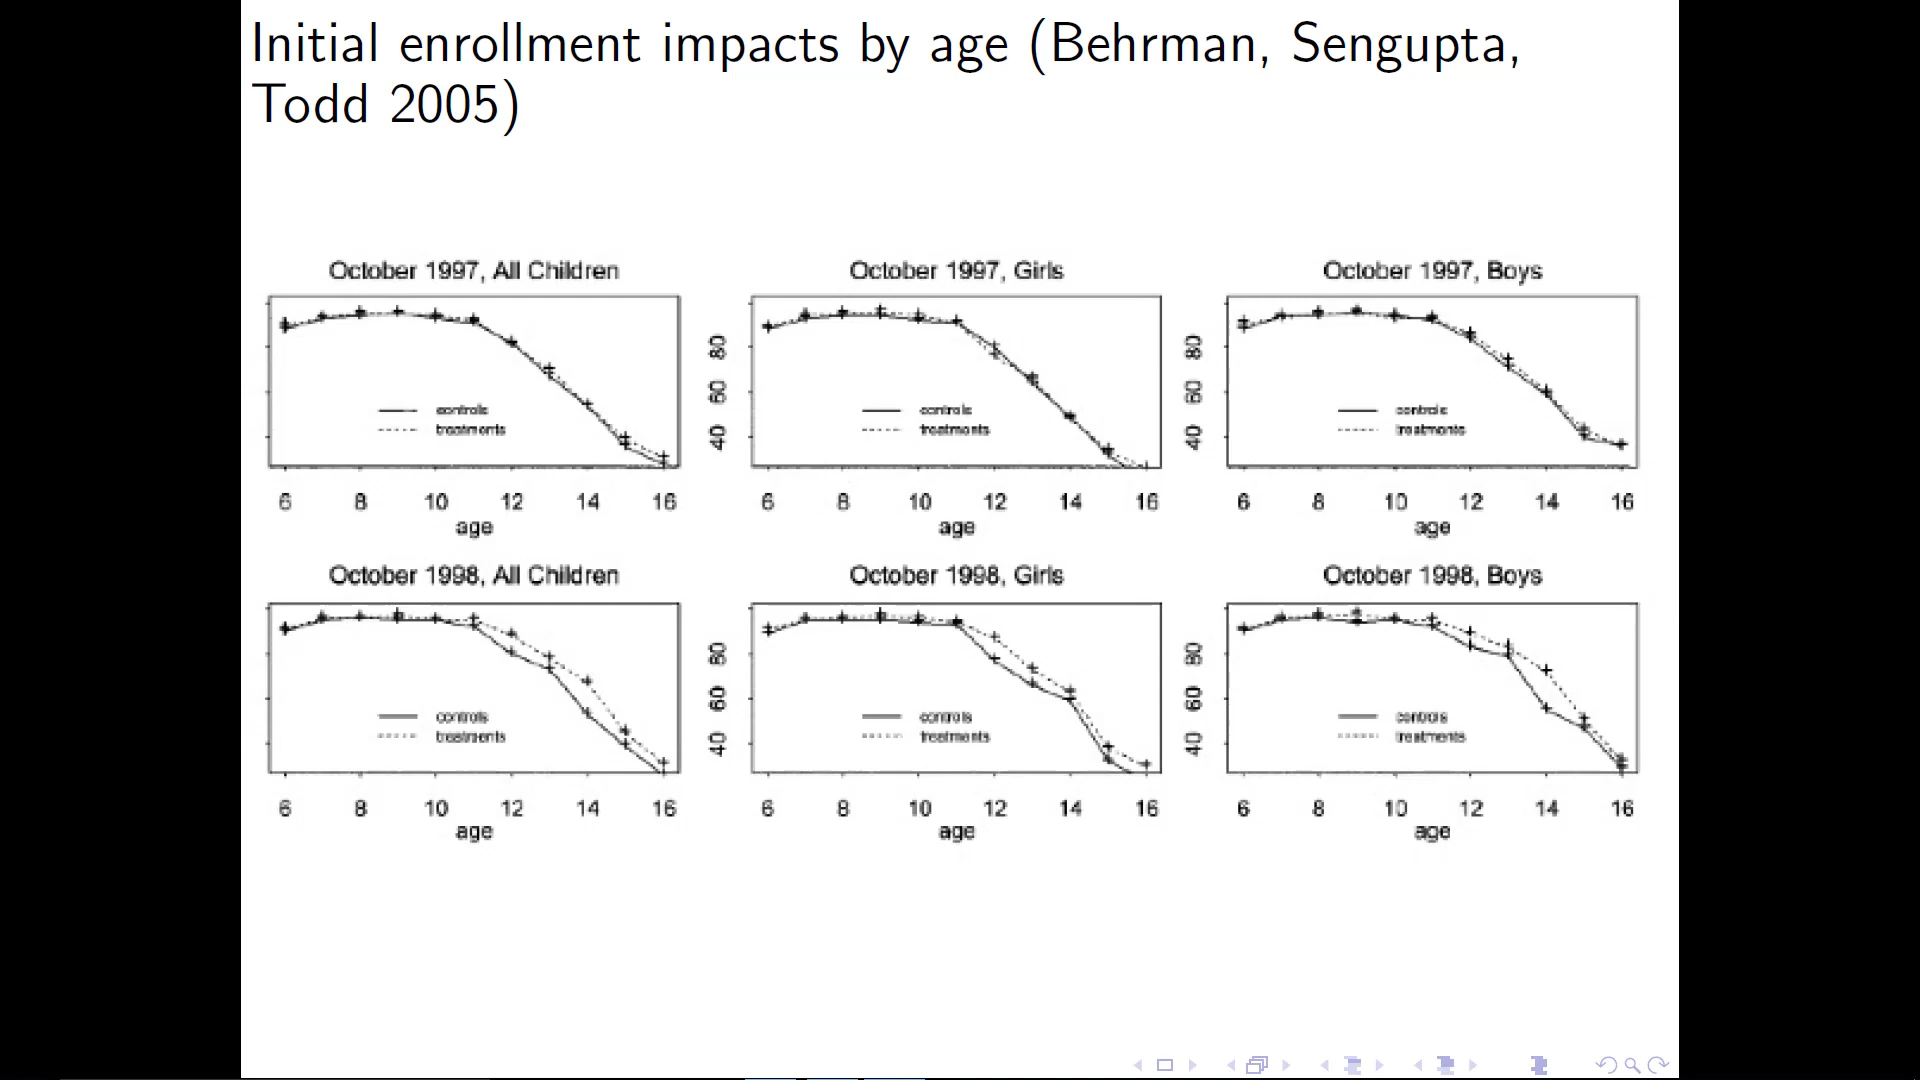 Initial enrollment impacts by age (Behrman, Sengupta,
Todd 2005)
October 1997, All Children
controls
treatments
6 8 10 12 14 16
age
October 1997, Girls
80
60
40
controls
treatments
6 8 10 12 14 16
age
October 1997, Boys
80
60
40
controls
treatments
6 8 10 12 14 16
age
October 1998, All Children
controls
treatments
6 8 10 12 14 16
age
October 1998, Girls
80
60
40
controls
treatments
6 8 10 12 14 16
age
October 1998, Boys
80
60
40
controls
treatments
6 8 10 12 14 16
age